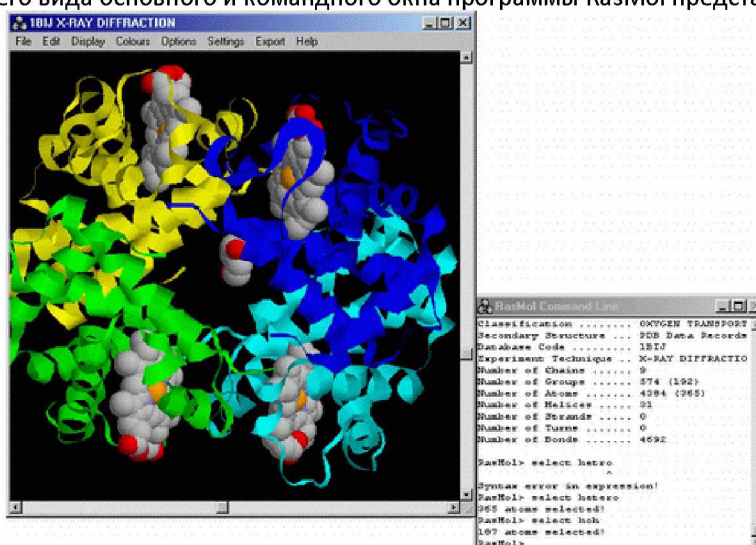 его вида основного и командного окна программы RasMol предста
1BIJ X-RAY DIFFRACTION
File Edit Display Colours Options Settings Export Help
RasMol Command Line
Classification ........ OXYGEN TRANSPORT
Secondary Structure ... PDB Data Records
Database Code ......... 1BIJ
Experiment Technique .. X-RAY DIFFRACTIO
Number of Chains ...... 9
Number of Groups ...... 574 (192)
Number of Atoms ....... 4384 (365)
Number of Helices ..... 31
Number of Strands ..... 0
Number of Turns ....... 0
Number of Bonds ....... 4692
RasMol> select hetro
^
Syntax error in expression!
RasMol> select hetero
365 atoms selected!
RasMol> select hoh
187 atoms selected!
RasMol>